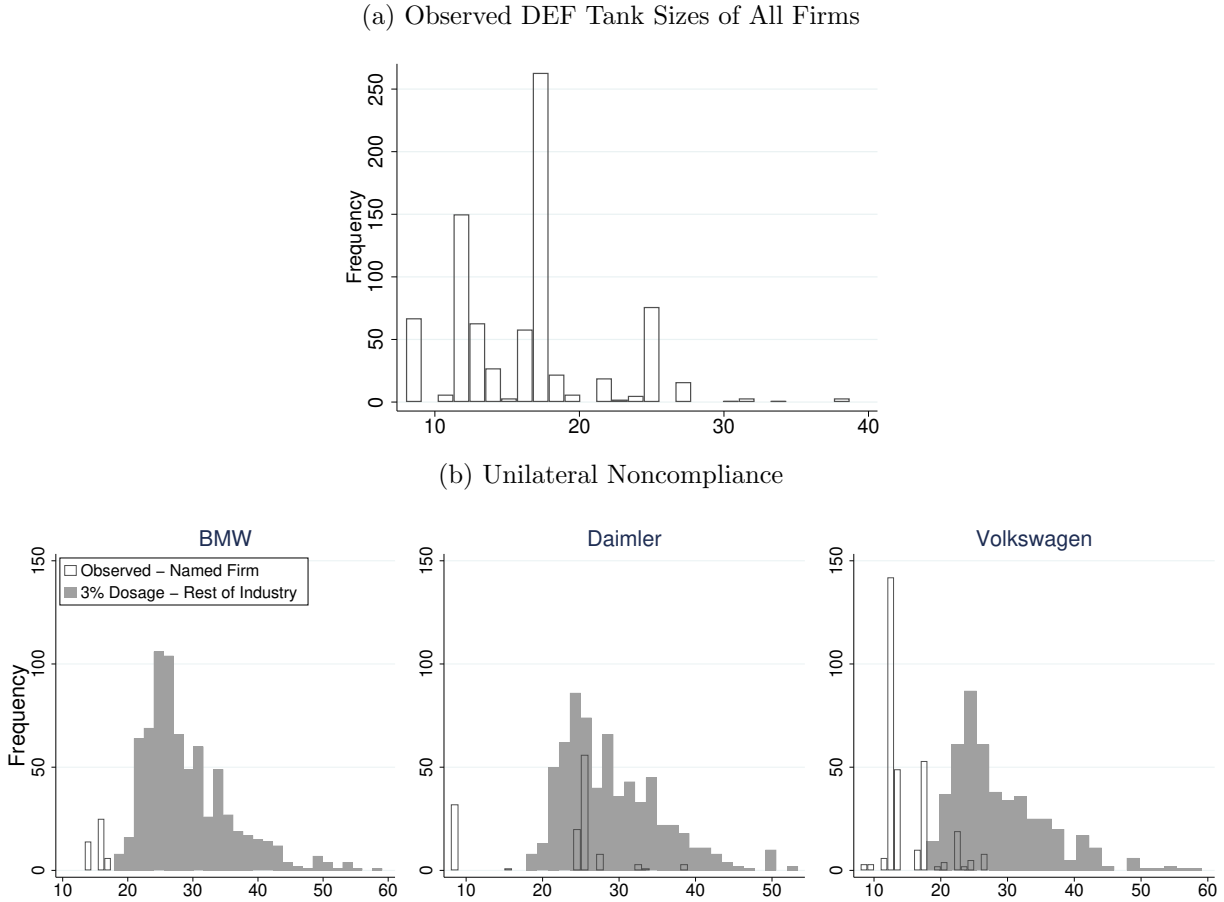 (a) Observed DEF Tank Sizes of All Firms
Frequency
250
200
150
100
50
0
10 20 30 40
(b) Unilateral Noncompliance
BMW
Observed − Named Firm
3% Dosage − Rest of Industry
Frequency
150
100
50
0
10 20 30 40 50 60
Daimler
150
100
50
0
10 20 30 40 50
Volkswagen
150
100
50
0
10 20 30 40 50 60